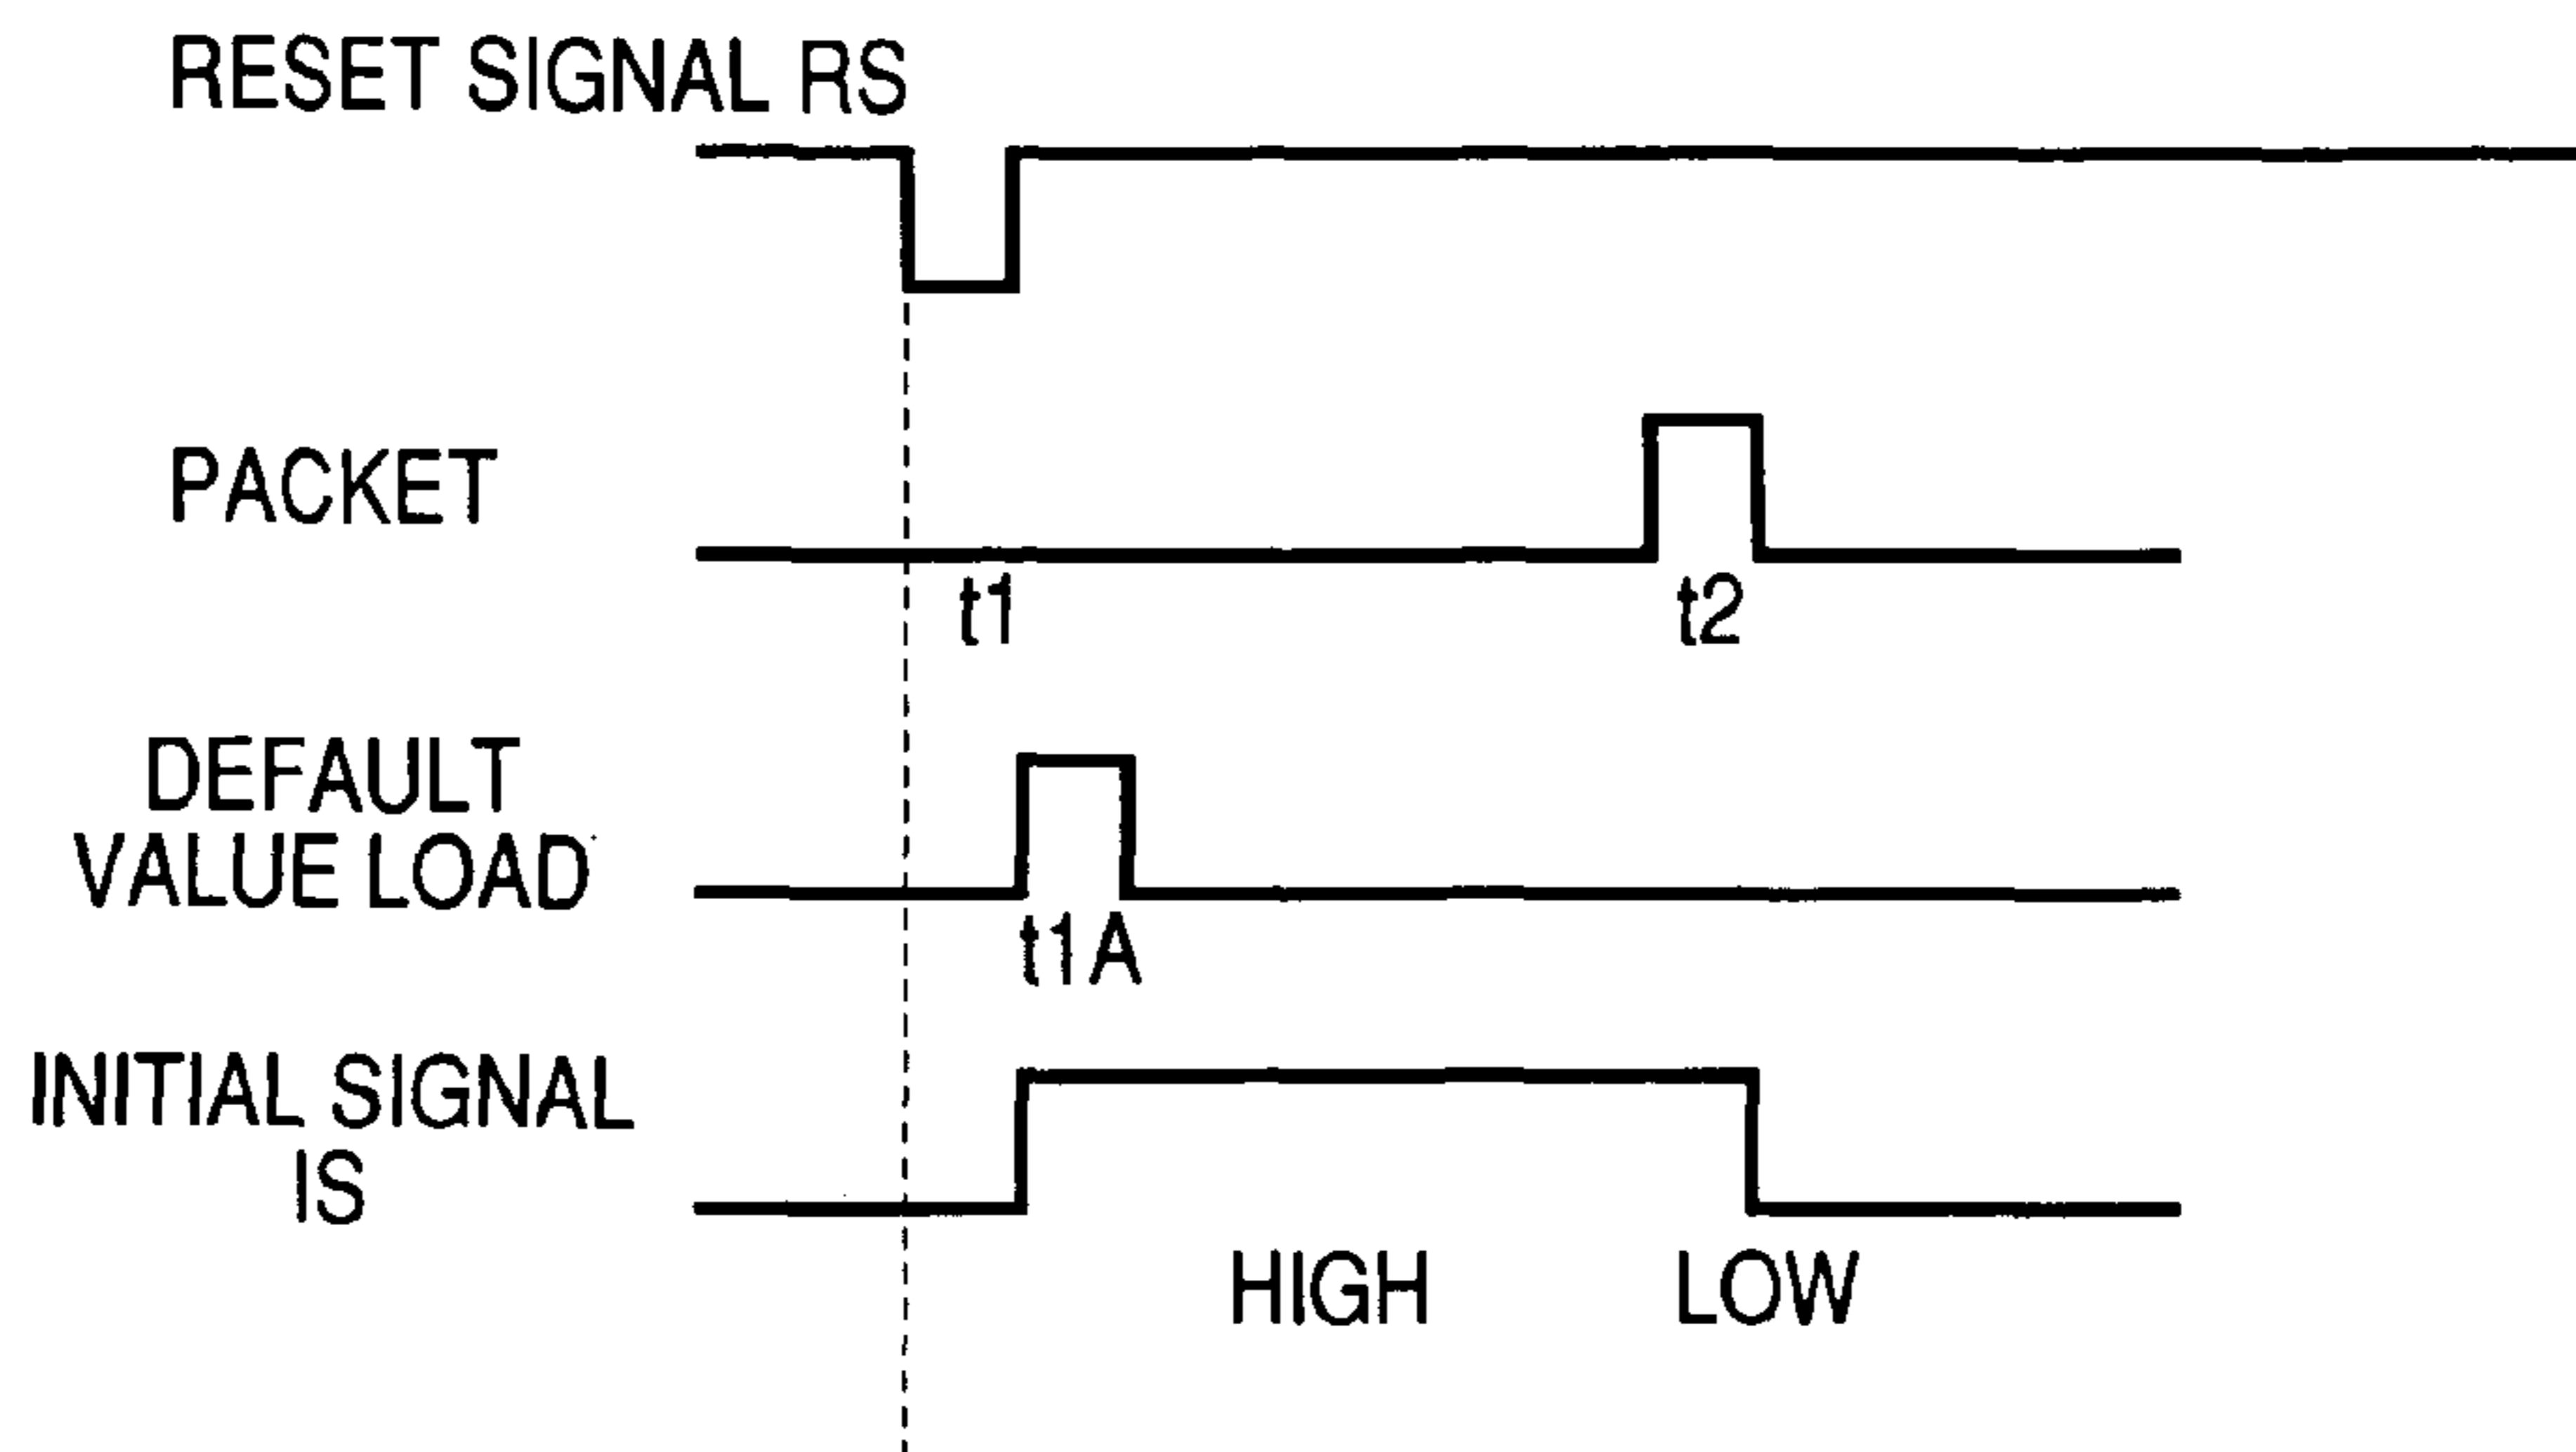 RESET SIGNAL RS
PACKET
t1
t2
DEFAULT
VALUE LOAD
t1A
INITIAL SIGNAL
IS
HIGH
LOW